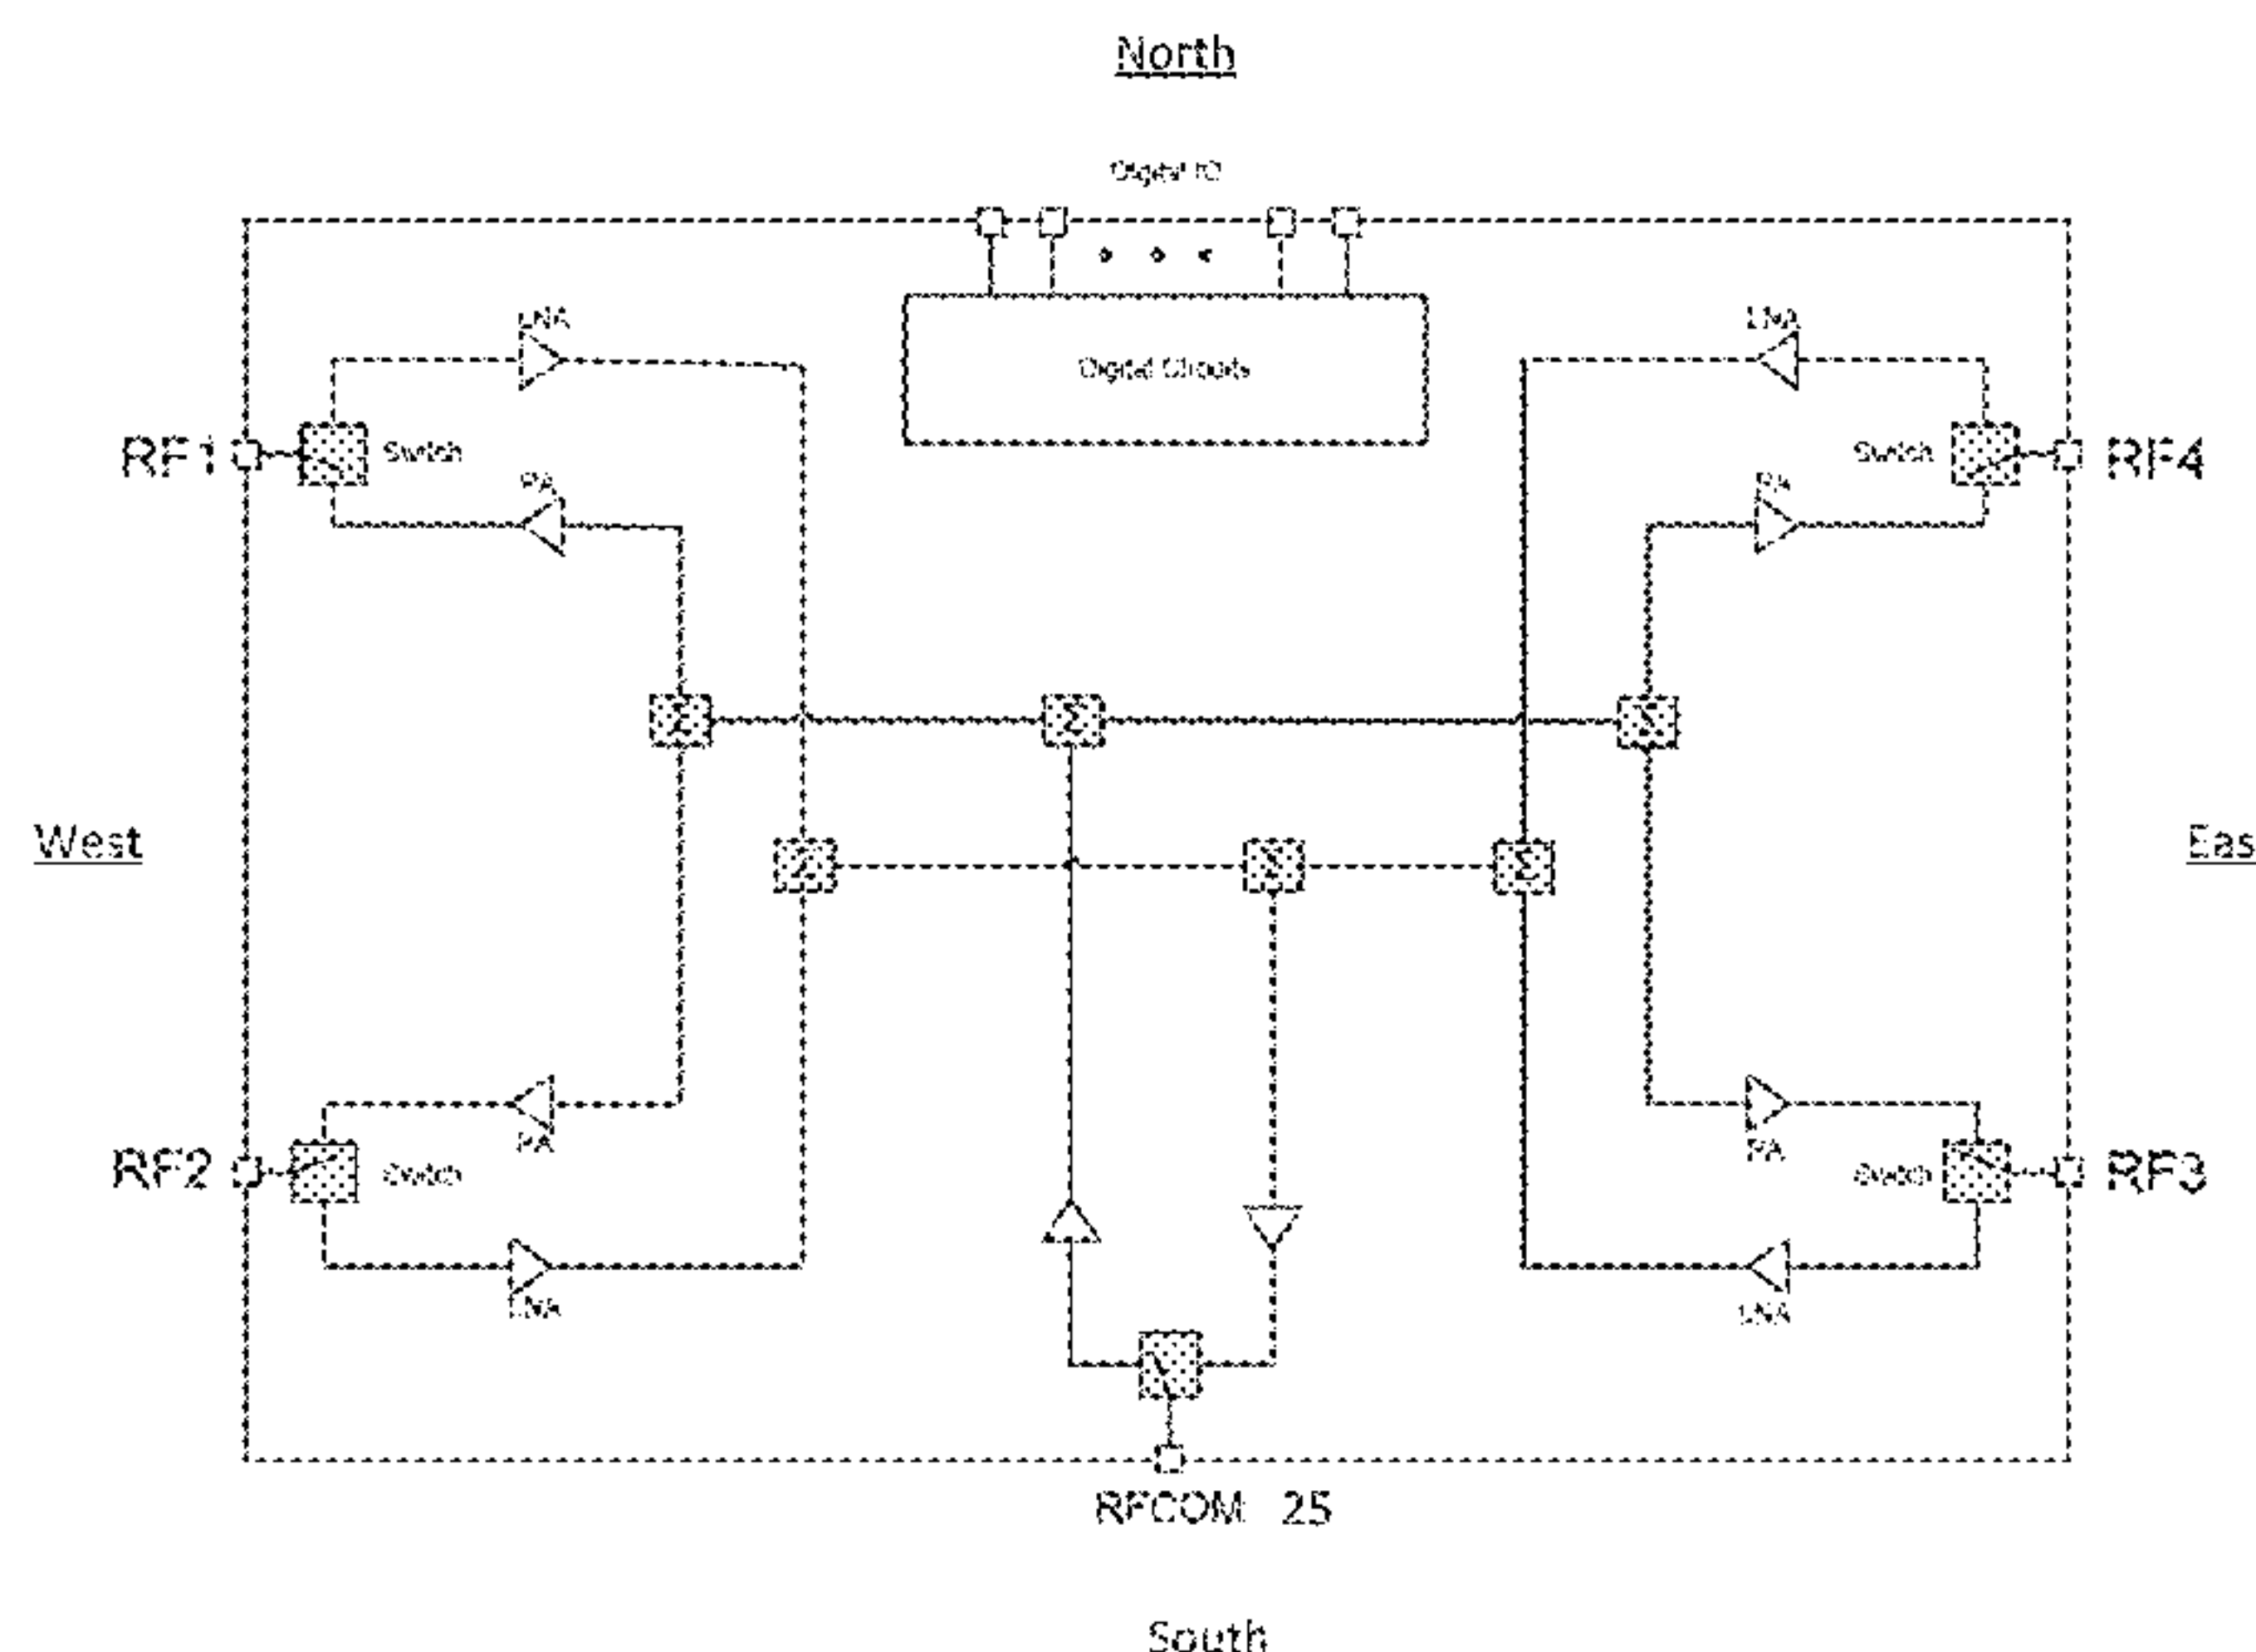 North
Digital IO
LNA
LNA
Digital Circuits
RF1
Switch
Switch
RF4
PA
PA
Σ
Σ
Σ
West
Eas
Σ
Σ
Σ
PA
PA
RF2
Switch
Switch
RF3
LNA
LNA
RFCOM 25
South